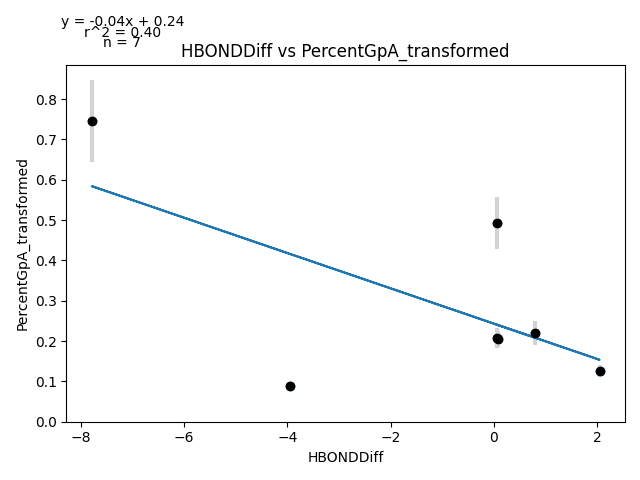 y = -0.04x + 0.24
r^2 = 0.40
n = 7
HBONDDiff vs PercentGpA_transformed
PercentGpA_transformed
0.8
0.7
0.6
0.5
0.4
0.3
0.2
0.1
0.0
−8 −6 −4 −2 0 2
HBONDDiff